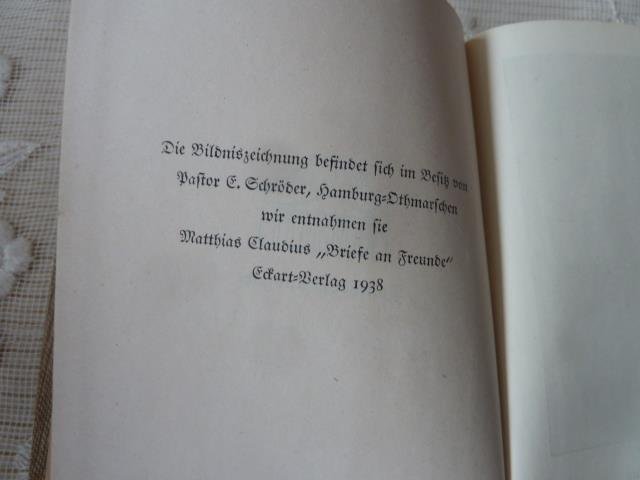 Die Bildniszeichnung befindet sich im Besitz von
Pastor E. Schröder, Hamburg-Othmarschen
wir entnahmen sie
Matthias Claudius „Briefe an Freunde“
Eckart-Verlag 1938